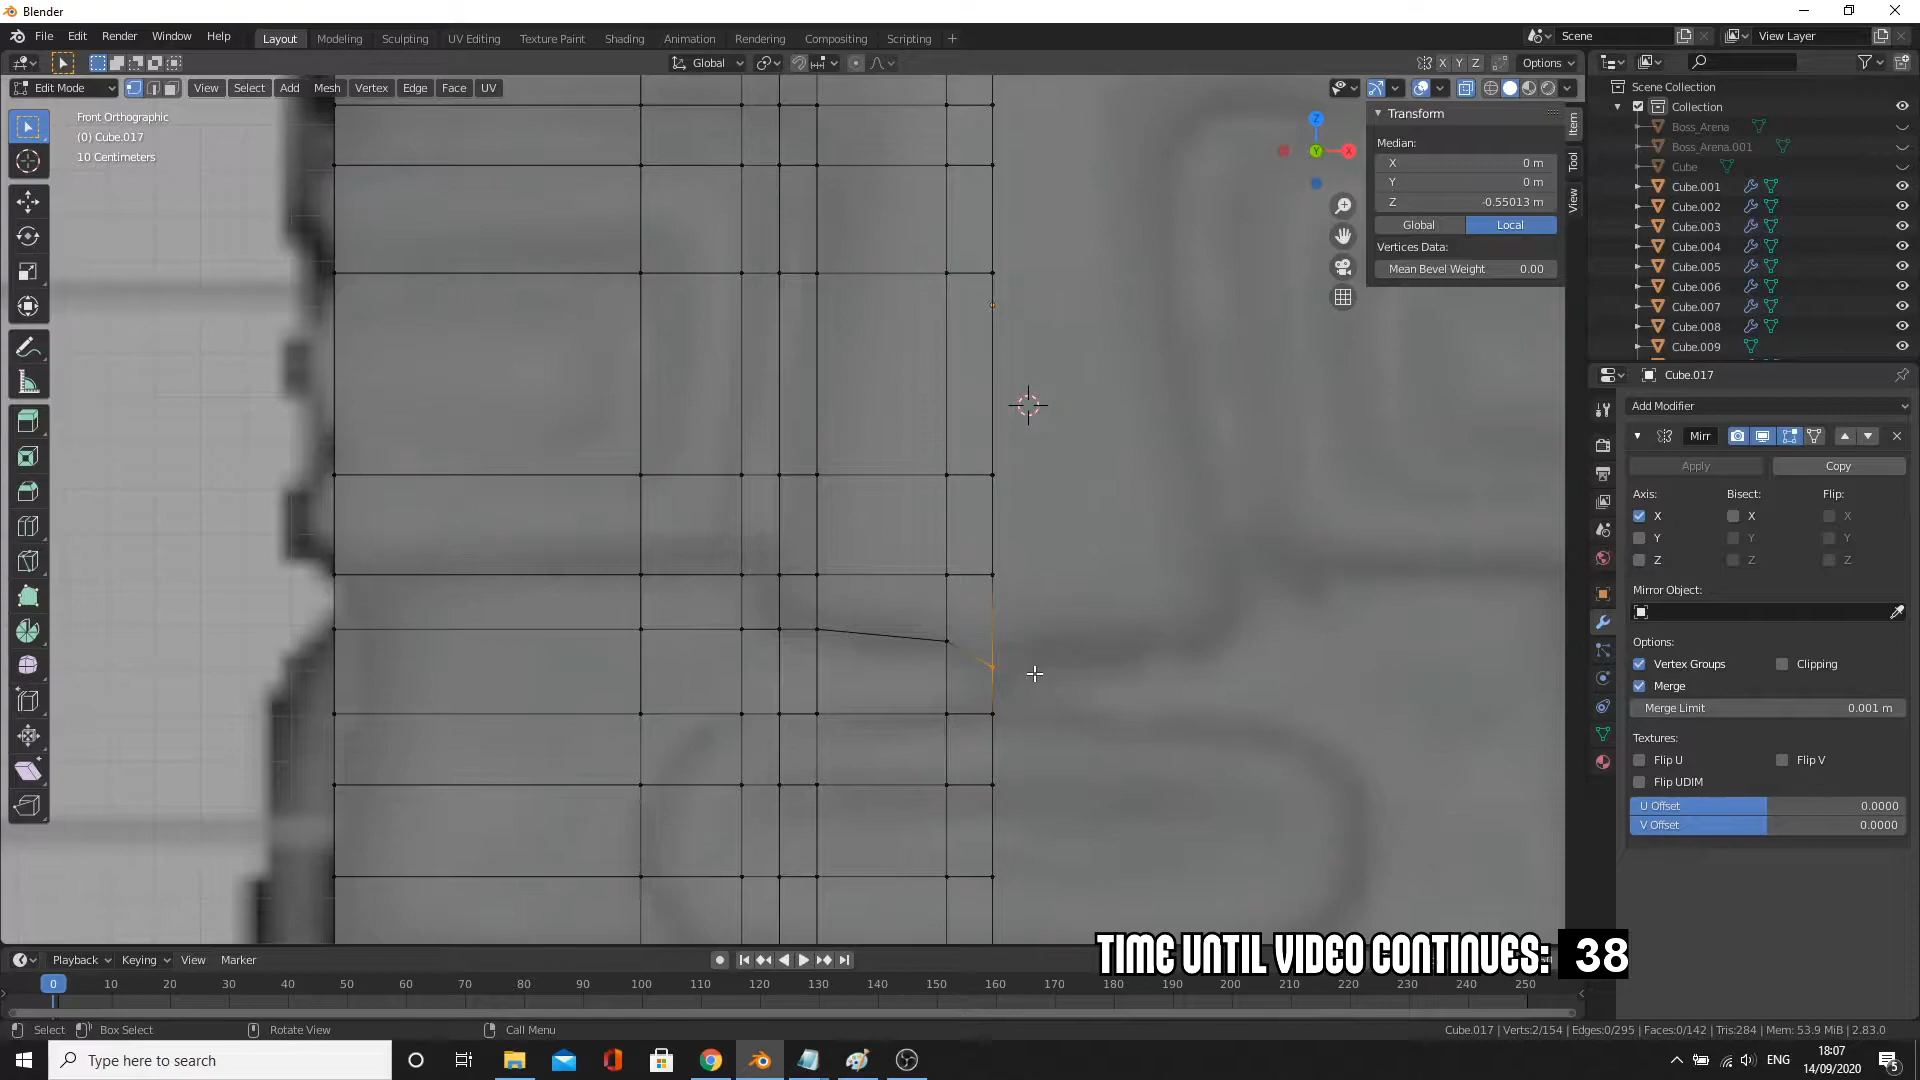 Blender
File Edit Render Window Help Layout Modeling Sculpting UV Editing Texture Paint Shading Animation Rendering Compositing Scripting Scene View Layer
Global X Y Z Options
Edit Mode View Select Add Mesh Vertex Edge Face UV
Front Orthographic
(0) Cube.017
10 Centimeters
Z
Y
X
Transform
Median:
X 0 m
Y 0 m
Z -0.55013 m
Global Local
Vertices Data:
Mean Bevel Weight 0.00
Item
Tool
View
Scene Collection
Collection
Boss_Arena
Boss_Arena.001
Cube
Cube.001
Cube.002
Cube.003
Cube.004
Cube.005
Cube.006
Cube.007
Cube.008
Cube.009
Cube.017
Add Modifier
Mirr
Apply Copy
Axis: Bisect: Flip:
X X X
Y Y Y
Z Z Z
Mirror Object:
Options:
Vertex Groups Clipping
Merge
Merge Limit 0.001 m
Textures:
Flip U Flip V
Flip UDIM
U Offset 0.0000
V Offset 0.0000
TIME UNTIL VIDEO CONTINUES: 38
Playback Keying View Marker
0 10 20 30 40 50 60 70 80 90 100 110 120 130 140 150 160 170 180 190 200 210 220 230 240 250
Select Box Select Rotate View Call Menu Cube.017 | Verts:2/154 | Edges:0/295 | Faces:0/142 | Tris:284 | Mem: 53.9 MiB | 2.83.0
Type here to search ENG 18:07
14/09/2020
5